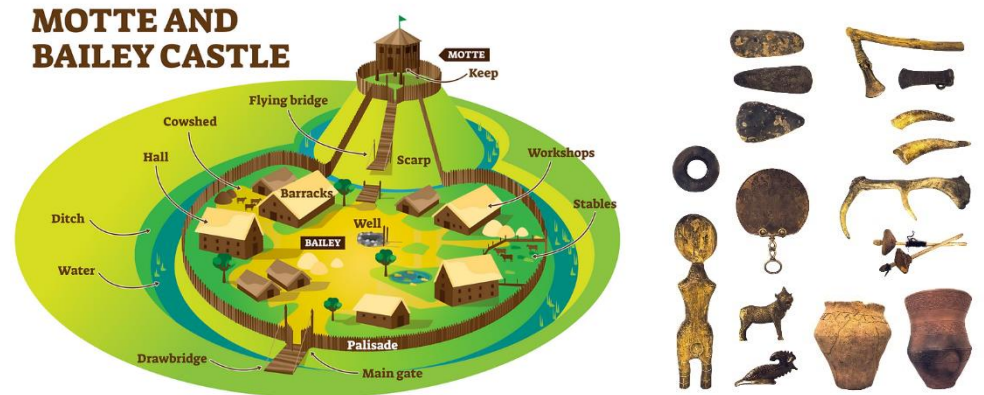 MOTTE AND
BAILEY CASTLE
MOTTE
Keep
Flying bridge
Cowshed
Scarp
Hall
Workshops
Barracks
Stables
Ditch
Well
BAILEY
Water
Palisade
Drawbridge
Main gate